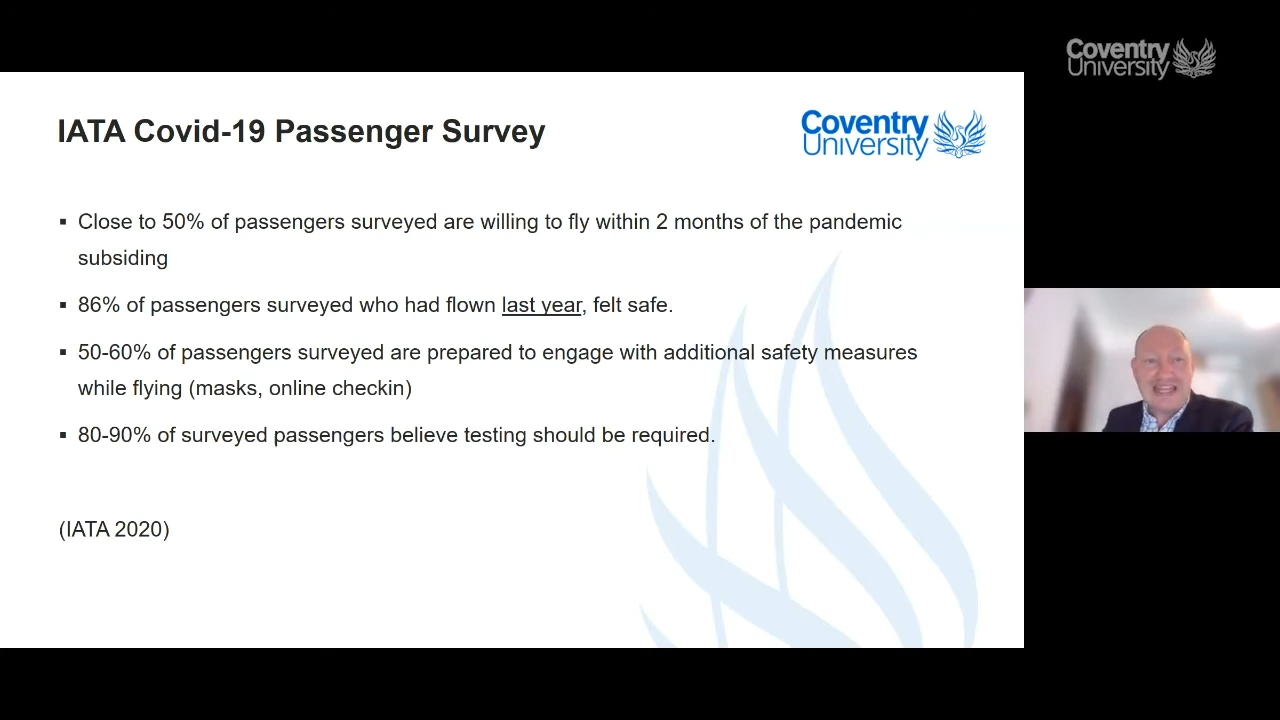 Coventry
University
IATA Covid-19 Passenger Survey
Coventry
University
▪ Close to 50% of passengers surveyed are willing to fly within 2 months of the pandemic
subsiding
▪ 86% of passengers surveyed who had flown last year, felt safe.
▪ 50-60% of passengers surveyed are prepared to engage with additional safety measures
while flying (masks, online checkin)
▪ 80-90% of surveyed passengers believe testing should be required.
(IATA 2020)